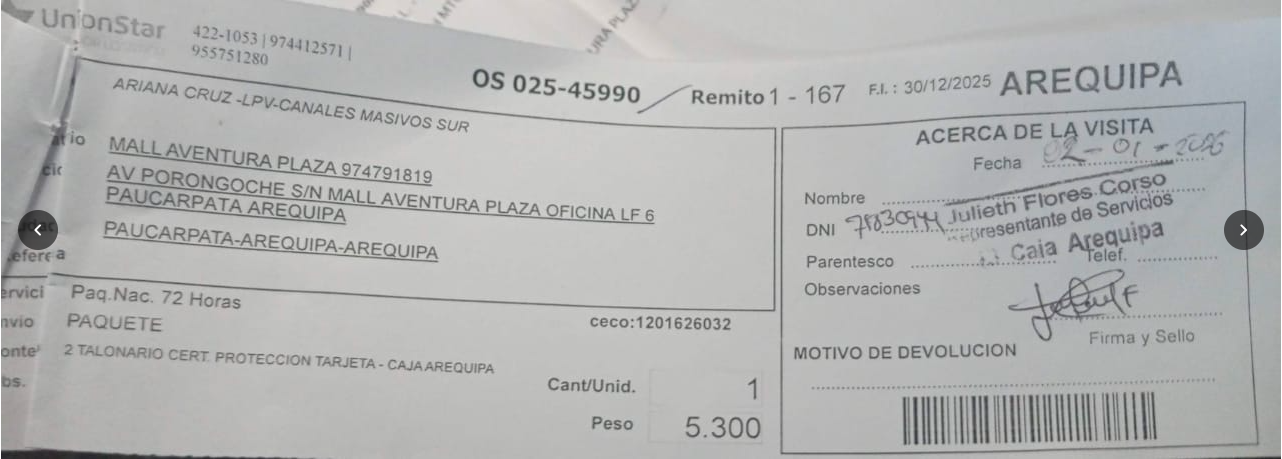 UnionStar
422-1053 | 974412571 |
955751280
OS 025-45990
Remito 1 - 167
F.I. : 30/12/2025
AREQUIPA
ARIANA CRUZ -LPV-CANALES MASIVOS SUR
MALL AVENTURA PLAZA 974791819
AV PORONGOCHE S/N MALL AVENTURA PLAZA OFICINA LF 6
PAUCARPATA AREQUIPA
PAUCARPATA-AREQUIPA-AREQUIPA
Paq.Nac. 72 Horas
PAQUETE
ceco:1201626032
2 TALONARIO CERT. PROTECCION TARJETA - CAJA AREQUIPA
Cant/Unid. 1
Peso 5.300
ACERCA DE LA VISITA
Fecha 02-01-2026
Nombre
Julieth Flores Corso
DNI
Representante de Servicios
Caja Arequipa
Parentesco
Telef.
Observaciones
Firma y Sello
MOTIVO DE DEVOLUCION